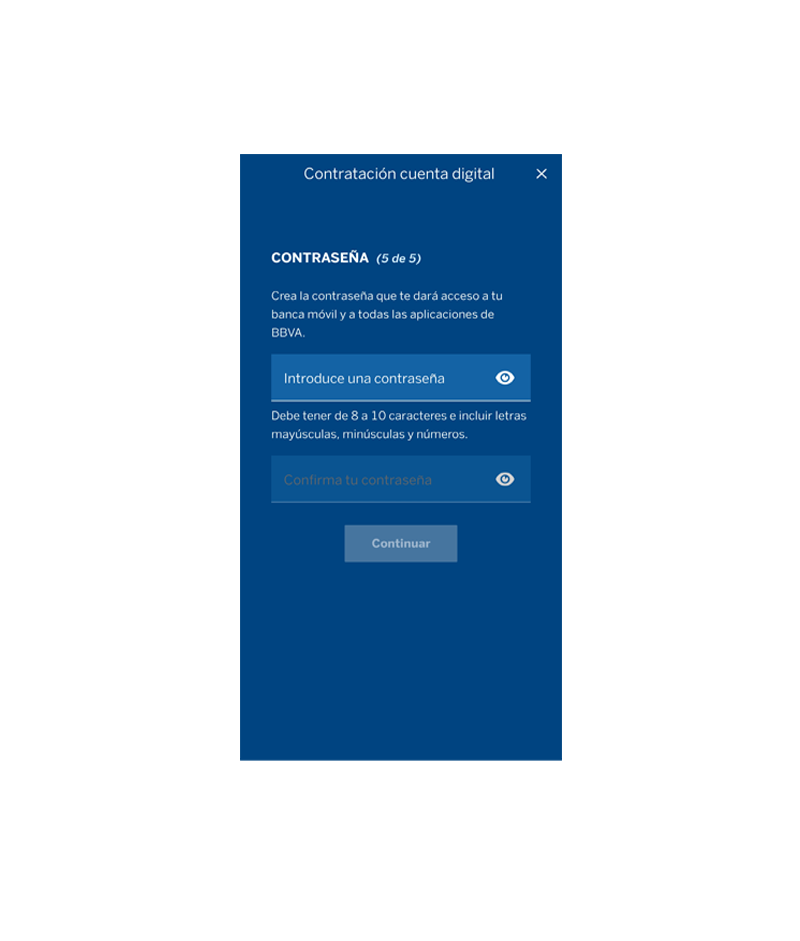 Contratación cuenta digital
CONTRASEÑA (5 de 5)
Crea la contraseña que te dará acceso a tu
banca móvil y a todas las aplicaciones de
BBVA.
Introduce una contraseña
Debe tener de 8 a 10 caracteres e incluir letras
mayúsculas, minúsculas y números.
Confirma tu contraseña
Continuar